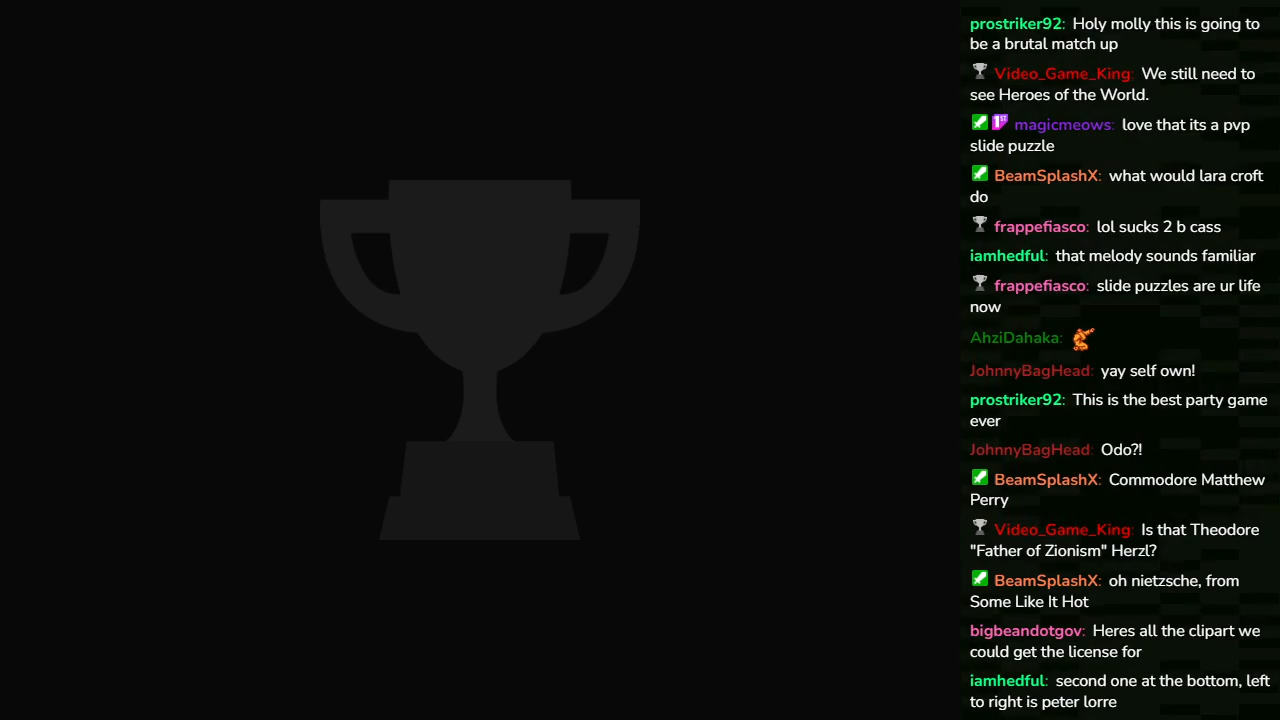 prostriker92: Holy molly this is going to
be a brutal match up
Video_Game_King: We still need to
see Heroes of the World.
magicmeows: love that its a pvp
slide puzzle
BeamSplashX: what would lara croft
do
frappefiasco: lol sucks 2 b cass
iamhedful: that melody sounds familiar
frappefiasco: slide puzzles are ur life
now
AhziDahaka:
JohnnyBagHead: yay self own!
prostriker92: This is the best party game
ever
JohnnyBagHead: Odo?!
BeamSplashX: Commodore Matthew
Perry
Video_Game_King: Is that Theodore
"Father of Zionism" Herzl?
BeamSplashX: oh nietzsche, from
Some Like It Hot
bigbeandotgov: Heres all the clipart we
could get the license for
iamhedful: second one at the bottom, left
to right is peter lorre